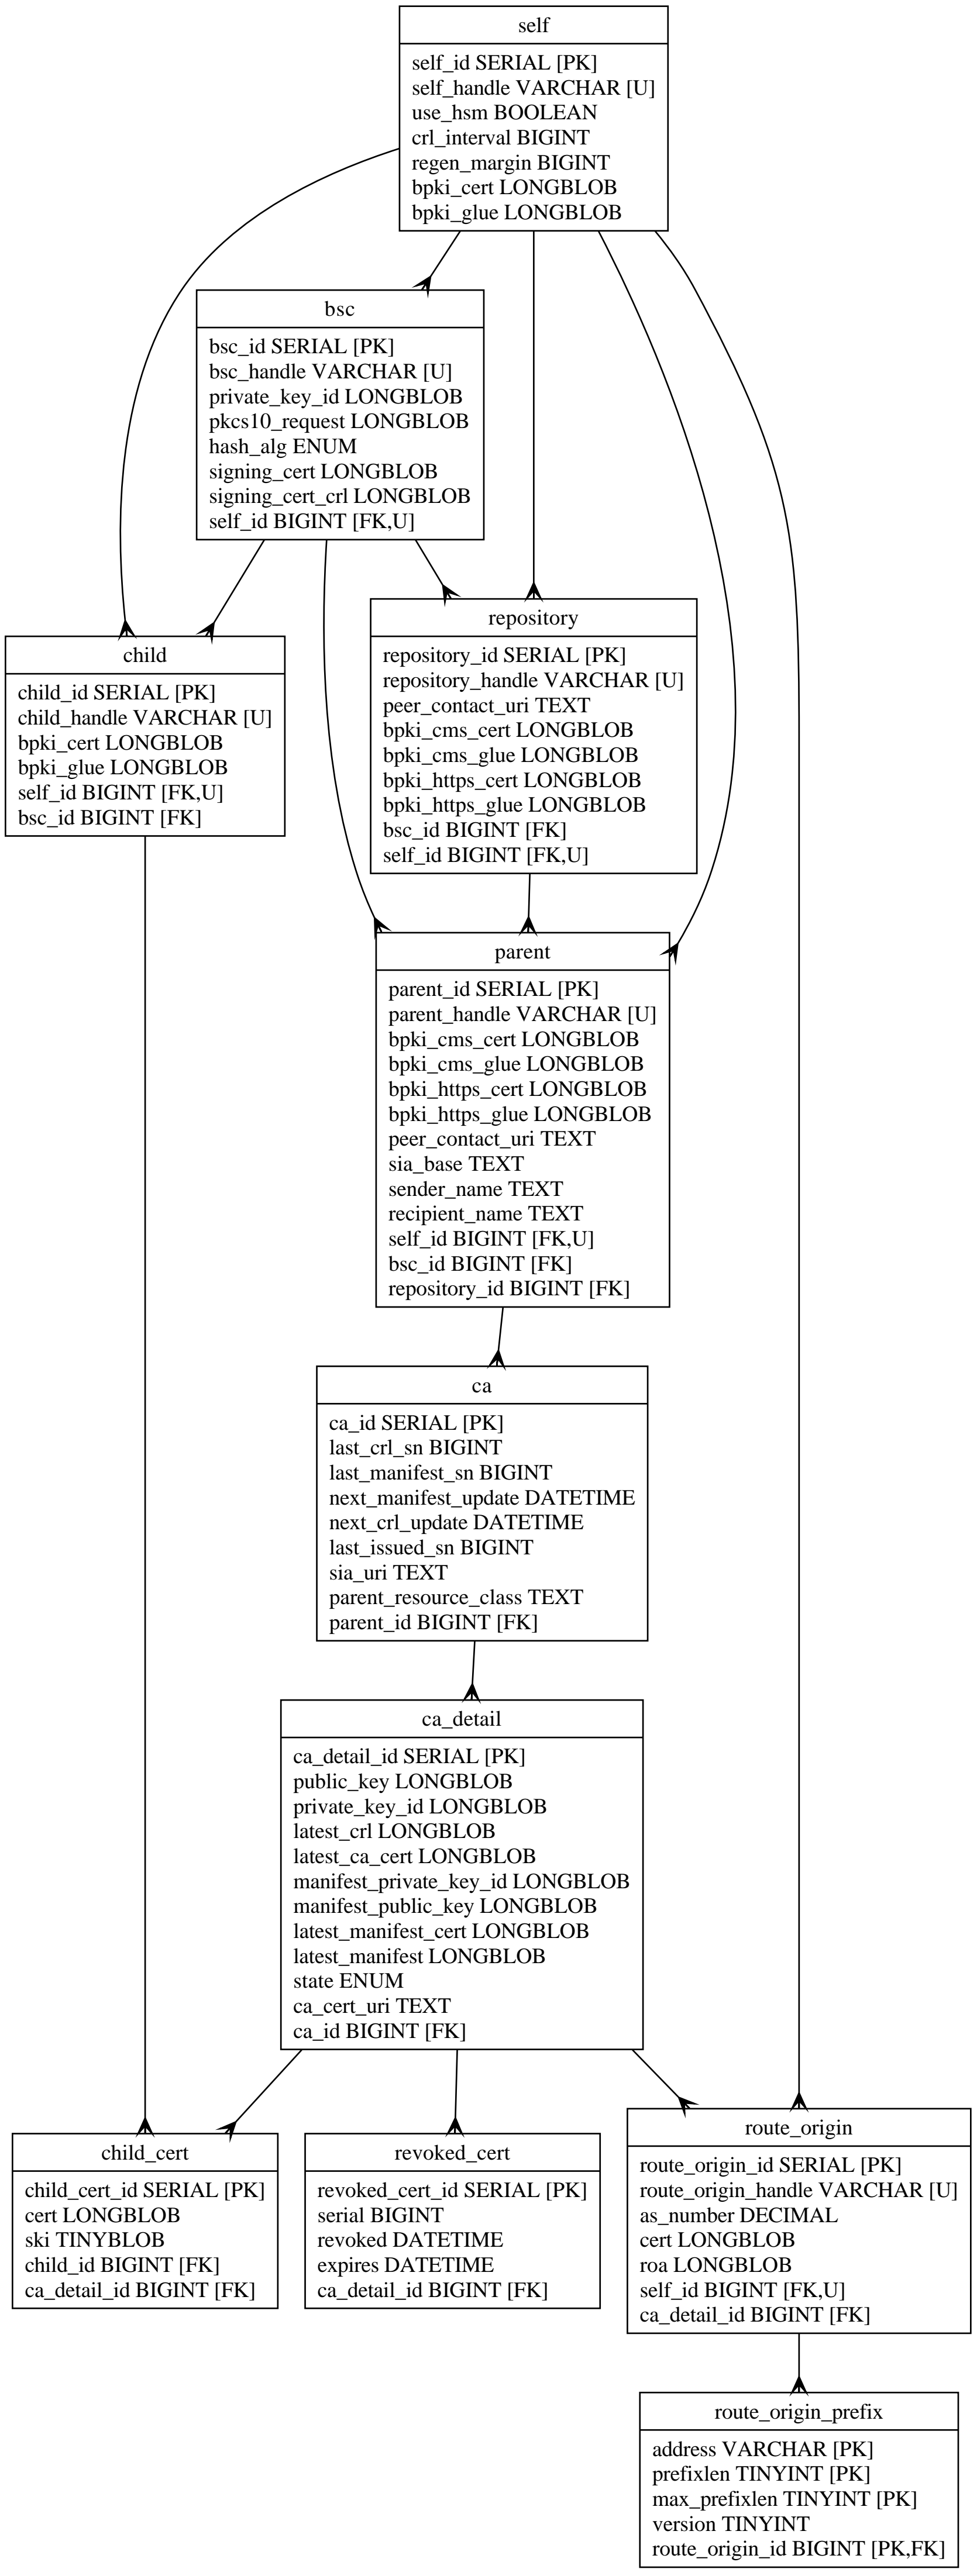 self
self_id SERIAL [PK]
self_handle VARCHAR [U]
use_hsm BOOLEAN
crl_interval BIGINT
regen_margin BIGINT
bpki_cert LONGBLOB
bpki_glue LONGBLOB
bsc
bsc_id SERIAL [PK]
bsc_handle VARCHAR [U]
private_key_id LONGBLOB
pkcs10_request LONGBLOB
hash_alg ENUM
signing_cert LONGBLOB
signing_cert_crl LONGBLOB
self_id BIGINT [FK,U]
repository
repository_id SERIAL [PK]
repository_handle VARCHAR [U]
peer_contact_uri TEXT
bpki_cms_cert LONGBLOB
bpki_cms_glue LONGBLOB
bpki_https_cert LONGBLOB
bpki_https_glue LONGBLOB
bsc_id BIGINT [FK]
self_id BIGINT [FK,U]
child
child_id SERIAL [PK]
child_handle VARCHAR [U]
bpki_cert LONGBLOB
bpki_glue LONGBLOB
self_id BIGINT [FK,U]
bsc_id BIGINT [FK]
parent
parent_id SERIAL [PK]
parent_handle VARCHAR [U]
bpki_cms_cert LONGBLOB
bpki_cms_glue LONGBLOB
bpki_https_cert LONGBLOB
bpki_https_glue LONGBLOB
peer_contact_uri TEXT
sia_base TEXT
sender_name TEXT
recipient_name TEXT
self_id BIGINT [FK,U]
bsc_id BIGINT [FK]
repository_id BIGINT [FK]
ca
ca_id SERIAL [PK]
last_crl_sn BIGINT
last_manifest_sn BIGINT
next_manifest_update DATETIME
next_crl_update DATETIME
last_issued_sn BIGINT
sia_uri TEXT
parent_resource_class TEXT
parent_id BIGINT [FK]
ca_detail
ca_detail_id SERIAL [PK]
public_key LONGBLOB
private_key_id LONGBLOB
latest_crl LONGBLOB
latest_ca_cert LONGBLOB
manifest_private_key_id LONGBLOB
manifest_public_key LONGBLOB
latest_manifest_cert LONGBLOB
latest_manifest LONGBLOB
state ENUM
ca_cert_uri TEXT
ca_id BIGINT [FK]
child_cert
child_cert_id SERIAL [PK]
cert LONGBLOB
ski TINYBLOB
child_id BIGINT [FK]
ca_detail_id BIGINT [FK]
revoked_cert
revoked_cert_id SERIAL [PK]
serial BIGINT
revoked DATETIME
expires DATETIME
ca_detail_id BIGINT [FK]
route_origin
route_origin_id SERIAL [PK]
route_origin_handle VARCHAR [U]
as_number DECIMAL
cert LONGBLOB
roa LONGBLOB
self_id BIGINT [FK,U]
ca_detail_id BIGINT [FK]
route_origin_prefix
address VARCHAR [PK]
prefixlen TINYINT [PK]
max_prefixlen TINYINT [PK]
version TINYINT
route_origin_id BIGINT [PK,FK]